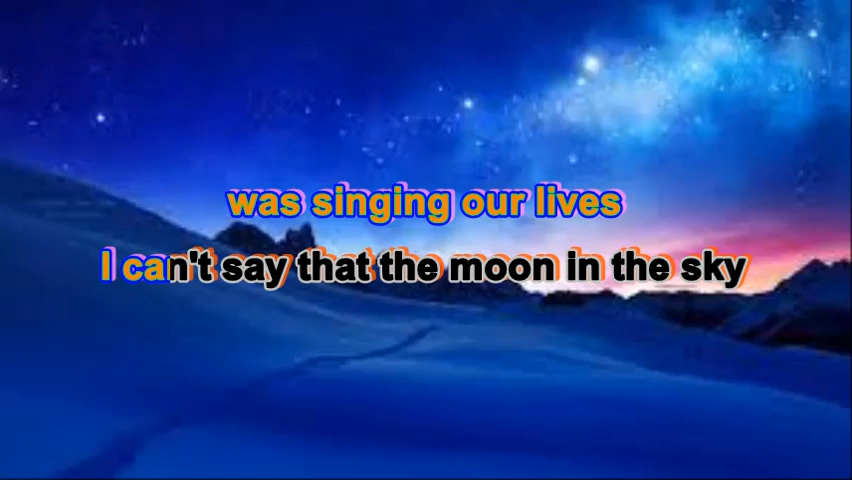 was singing our lives
I can't say that the moon in the sky